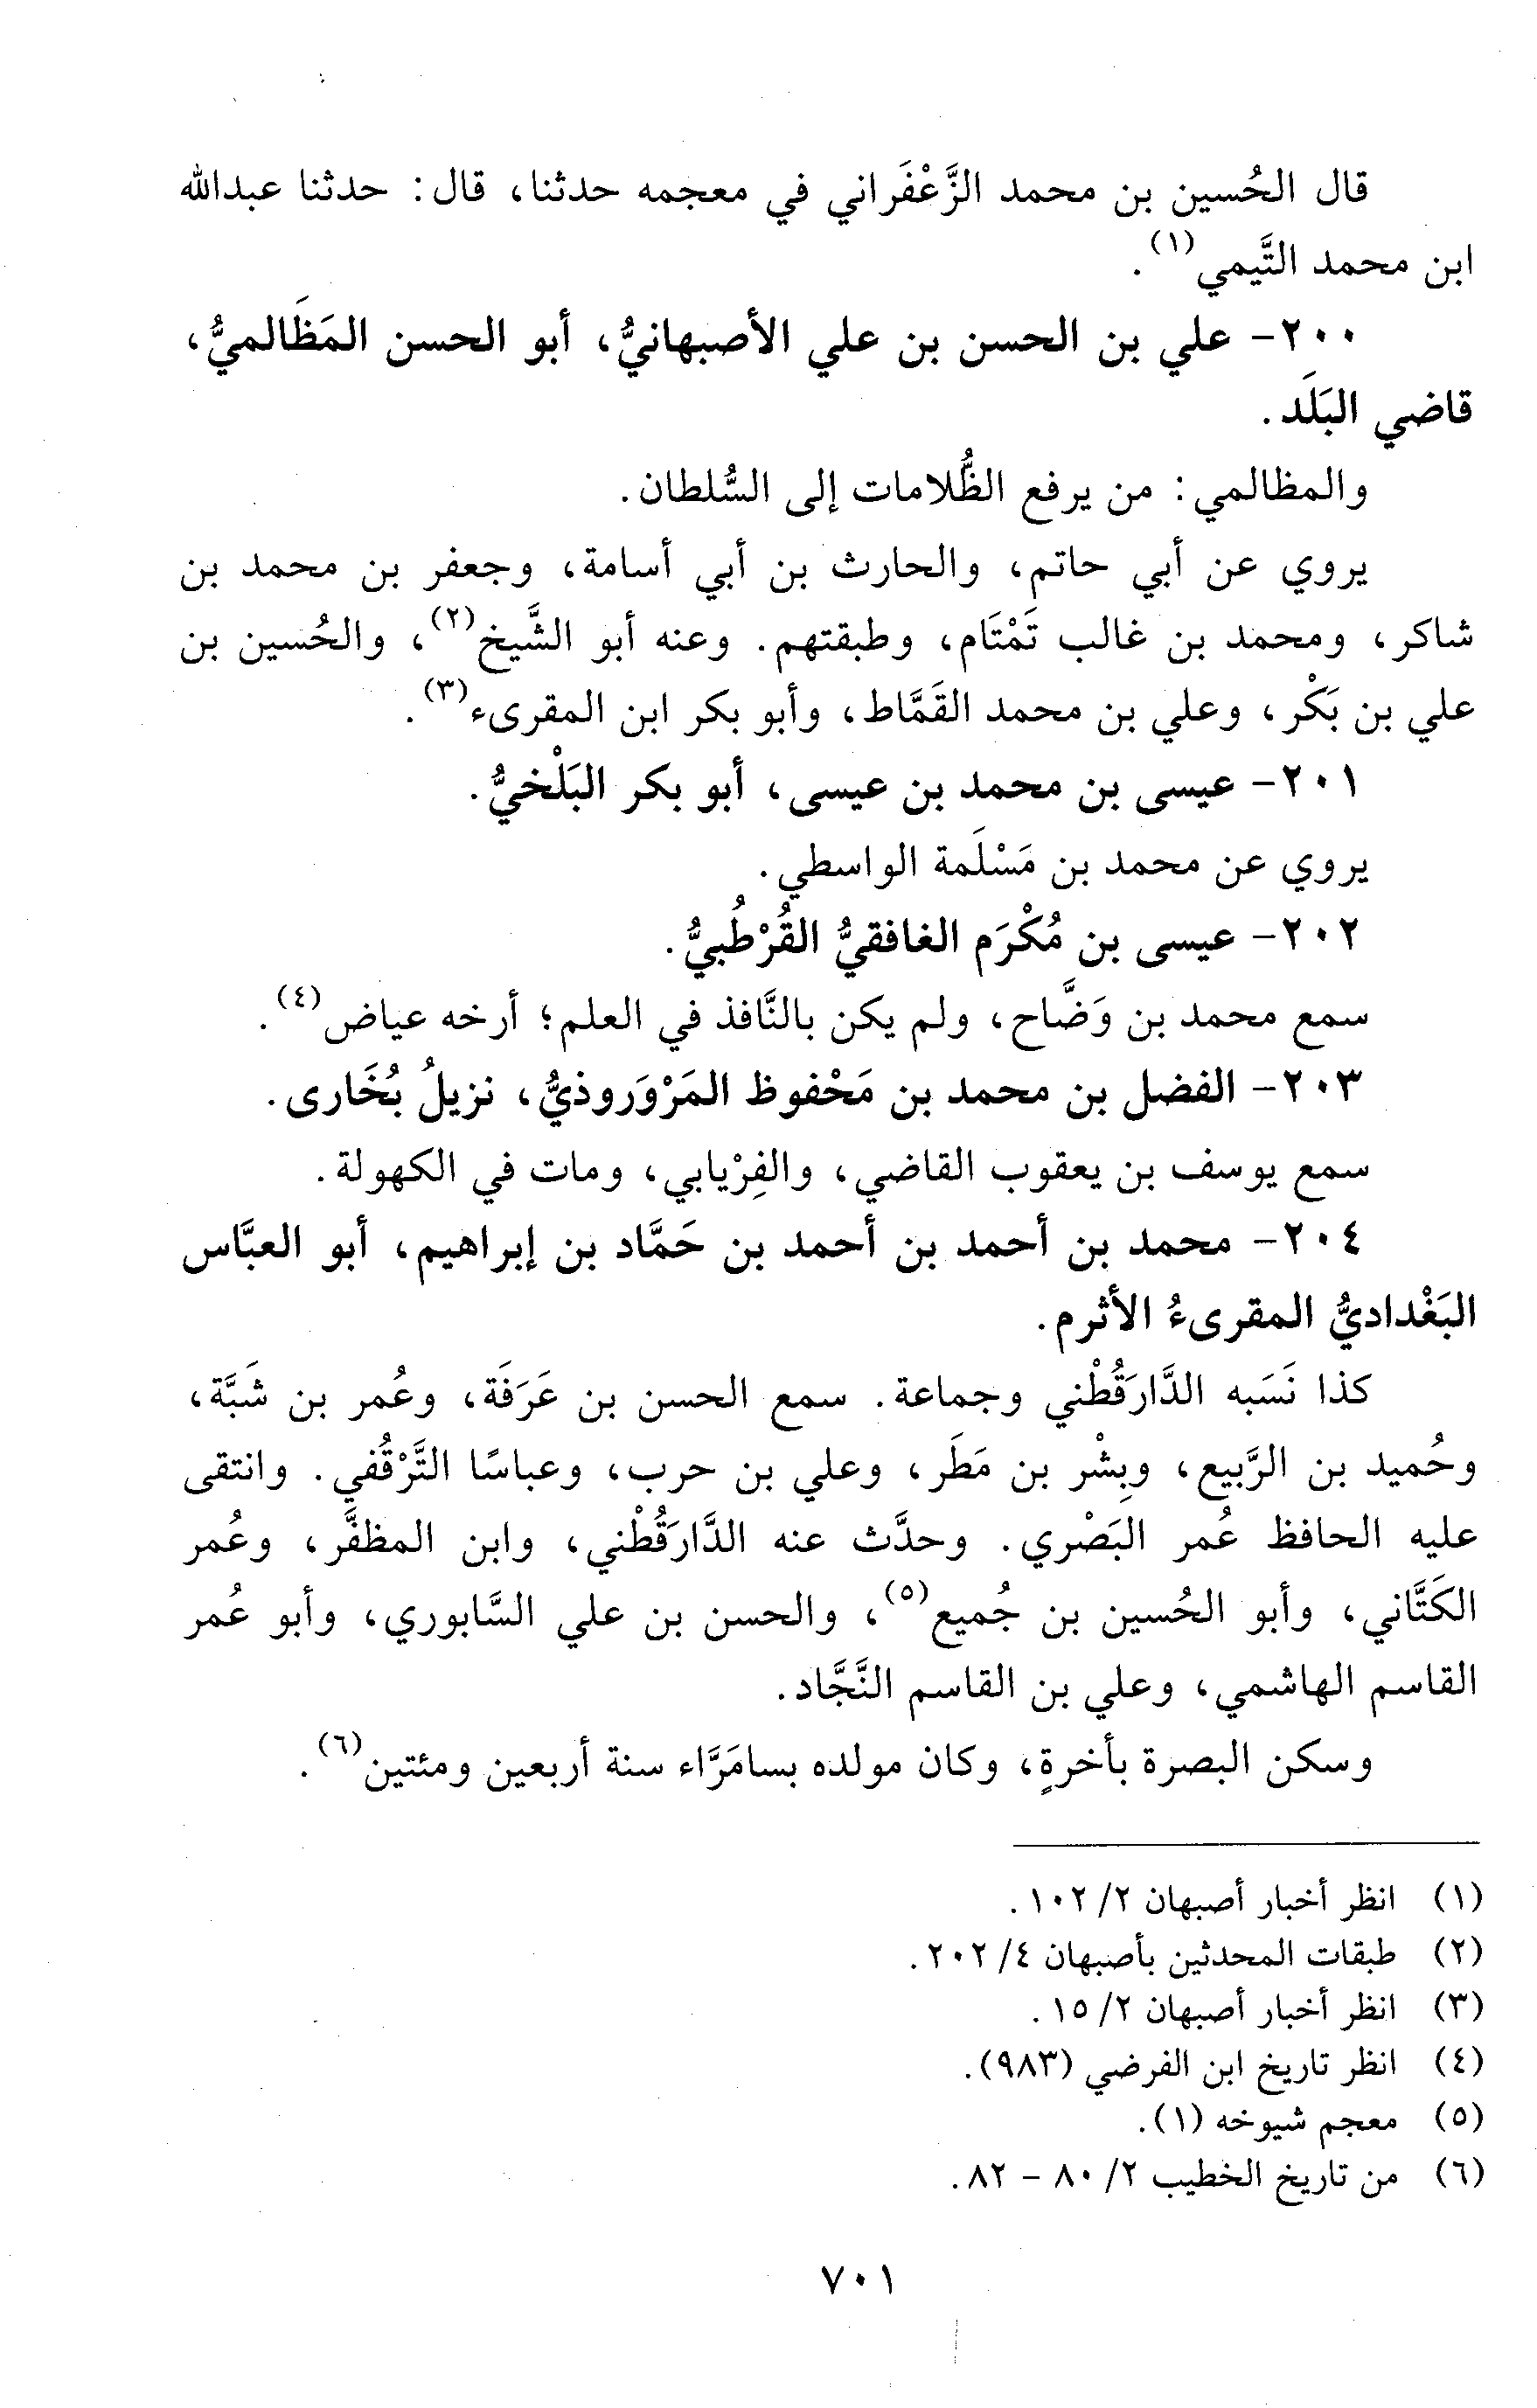 قال الحُسين بن محمد الزَّعْفَراني في معجمه حدثنا، قال: حدثنا عبدالله
ابن محمد التَّيمي(١).
٢٠٠- علي بن الحسن بن علي الأصبهانيُّ، أبو الحسن المَظَالميُّ،
قاضي البَلَد.
والمظالمي: من يرفع الظُّلامات إلى السُّلطان.
يروي عن أبي حاتم، والحارث بن أبي أسامة، وجعفر بن محمد بن
شاكر، ومحمد بن غالب تَمْتَام، وطبقتهم. وعنه أبو الشَّيخ(٢)، والحُسين بن
علي بن بَكْر، وعلي بن محمد القَمَّاط، وأبو بكر ابن المقرىء(٣).
٢٠١- عيسى بن محمد بن عيسى، أبو بكر البَلْخيُّ.
يروي عن محمد بن مَسْلَمة الواسطي.
٢٠٢- عيسى بن مُكْرَم الغافقيُّ القُرْطُبيُّ.
سمع محمد بن وَضَّاح، ولم يكن بالنَّافذ في العلم؛ أرخه عياض(٤).
٢٠٣- الفضل بن محمد بن مَحْفوظ المَرْوَروذيُّ، نزيلُ بُخَارى.
سمع يوسف بن يعقوب القاضي، والفِرْيابي، ومات في الكهولة.
٢٠٤- محمد بن أحمد بن أحمد بن حَمَّاد بن إبراهيم، أبو العبَّاس
البَغْداديُّ المقرىءُ الأثرم.
كذا نَسَبه الدَّارَقُطْني وجماعة. سمع الحسن بن عَرَفَة، وعُمر بن شَبَّة،
وحُميد بن الرَّبيع، وبِشْر بن مَطَر، وعلي بن حرب، وعباسًا التَّرْقُفي. وانتقى
عليه الحافظ عُمر البَصْري. وحدَّث عنه الدَّارَقُطْني، وابن المظفَّر، وعُمر
الكَتَّاني، وأبو الحُسين بن جُميع(٥)، والحسن بن علي السَّابوري، وأبو عُمر
القاسم الهاشمي، وعلي بن القاسم النَّجَّاد.
وسكن البصرة بأخرةٍ، وكان مولده بسامَرَّاء سنة أربعين ومئتين(٦).
(١) انظر أخبار أصبهان ٢/ ١٠٢.
(٢) طبقات المحدثين بأصبهان ٤/ ٢٠٢.
(٣) انظر أخبار أصبهان ٢/ ١٥.
(٤) انظر تاريخ ابن الفرضي (٩٨٣).
(٥) معجم شيوخه (١).
(٦) من تاريخ الخطيب ٢/ ٨٠ - ٨٢.
٧٠١